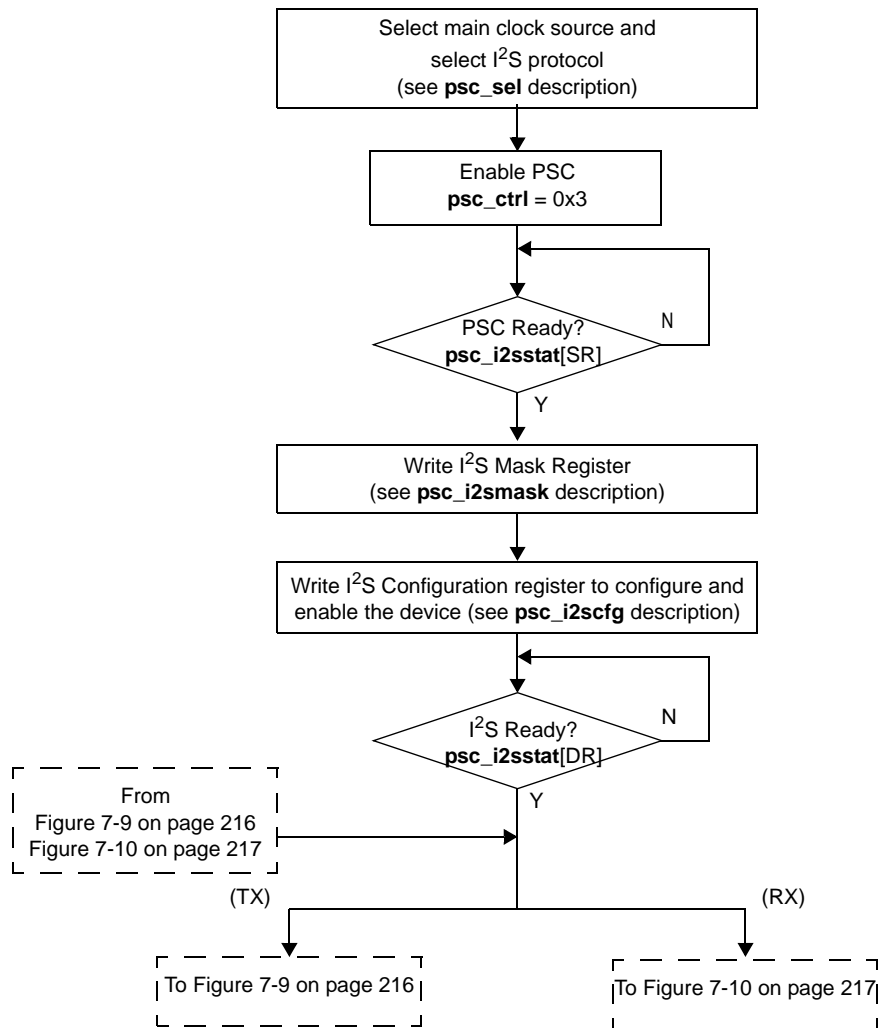 Select main clock source and
select I²S protocol
(see psc_sel description)
Enable PSC
psc_ctrl = 0x3
PSC Ready?
psc_i2sstat[SR]
N
Y
Write I²S Mask Register
(see psc_i2smask description)
Write I²S Configuration register to configure and
enable the device (see psc_i2scfg description)
I²S Ready?
psc_i2sstat[DR]
N
Y
From
Figure 7-9 on page 216
Figure 7-10 on page 217
(TX)
(RX)
To Figure 7-9 on page 216
To Figure 7-10 on page 217